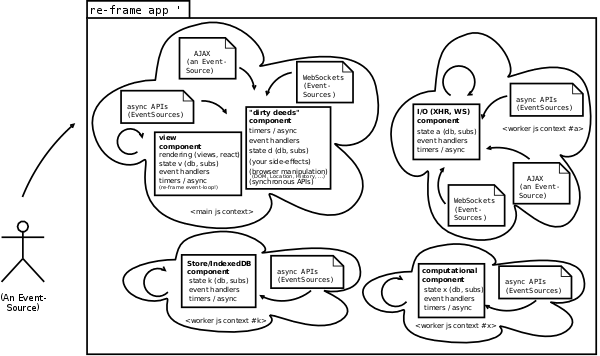 re-frame app '
AJAX
(an Event-
Source)
WebSockets
(Event-
Source)
async APIs
(EventSources)
view
component
rendering (views, react)
state v (db, subs)
event handlers
timers / async
(re-frame event-loop!)
"dirty deeds"
component
timers / async
event handlers
state d (db, subs)
(your side-effects)
(browser manipulation)
(DOM, Location, History, ...)
(synchronous APIs)
<main js context>
I/O (XHR, WS)
component
state a (db, subs)
event handlers
timers / async
async APIs
(EventSources)
<worker js context #a>
AJAX
(an Event-
Source)
WebSockets
(Event-
Sources)
(An Event-
Source)
Store/IndexedDB
component
state k (db, subs)
event handlers
timers / async
async APIs
(EventSources)
<worker js context #k>
computational
component
state x (db, subs)
event handlers
timers / async
async APIs
(EventSources)
<worker js context #x>